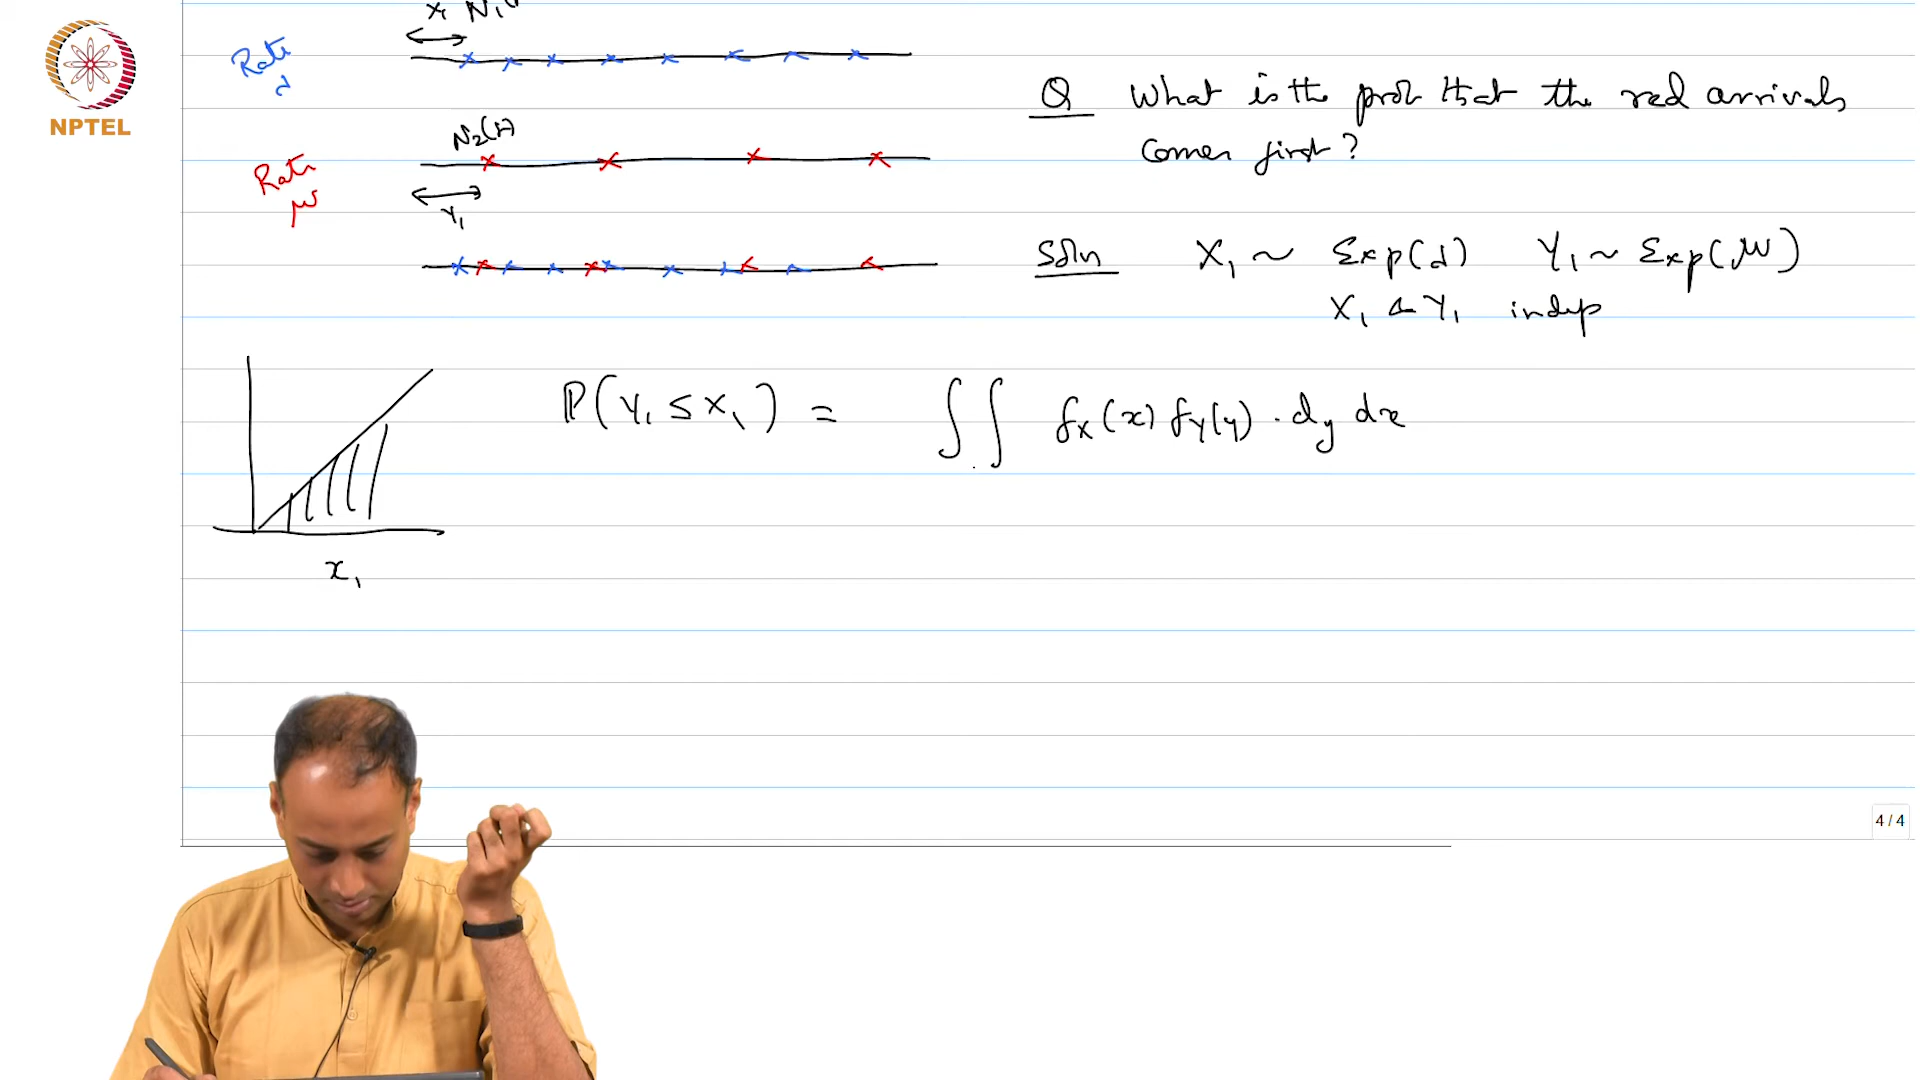 X₁ N₁(
Rate λ
NPTEL
Q What is the prob that the red arrivals
comes first?
N₂(t)
Rate μ
Y₁
Soln X₁ ~ Exp(λ) Y₁ ~ Exp(μ)
X₁ & Y₁ indep
P(Y₁ ≤ X₁) = ∫∫ fx(x) fy(y) . dy dx
x₁
4 / 4